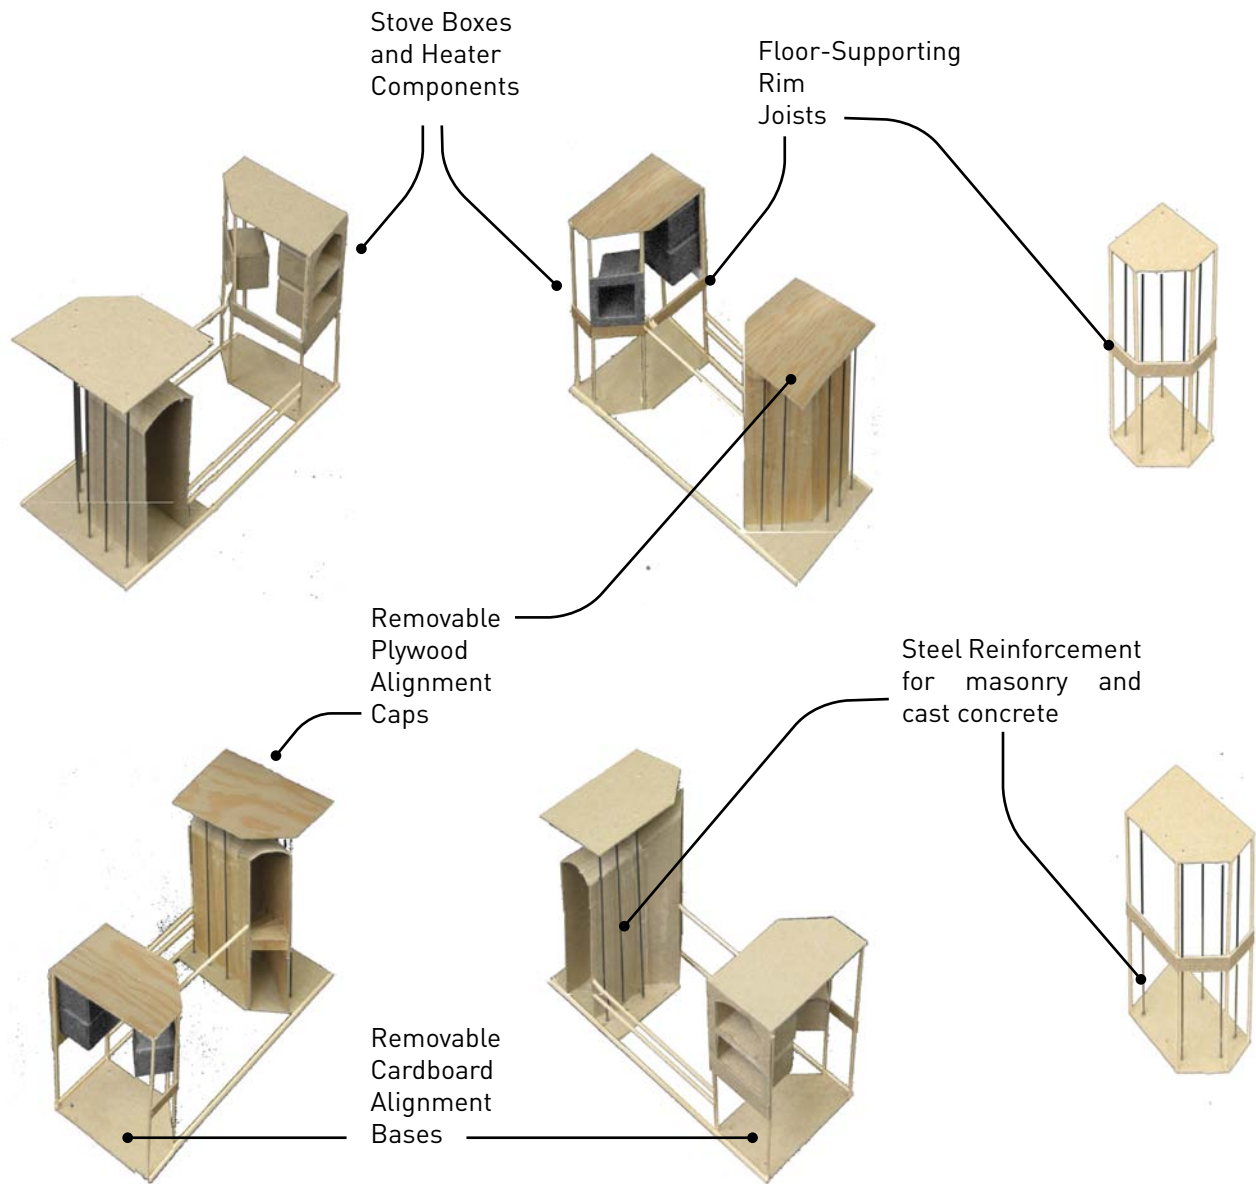 Stove Boxes
and Heater
Components
Floor-Supporting
Rim
Joists
Removable
Plywood
Alignment
Caps
Steel Reinforcement
for masonry and
cast concrete
Removable
Cardboard
Alignment
Bases